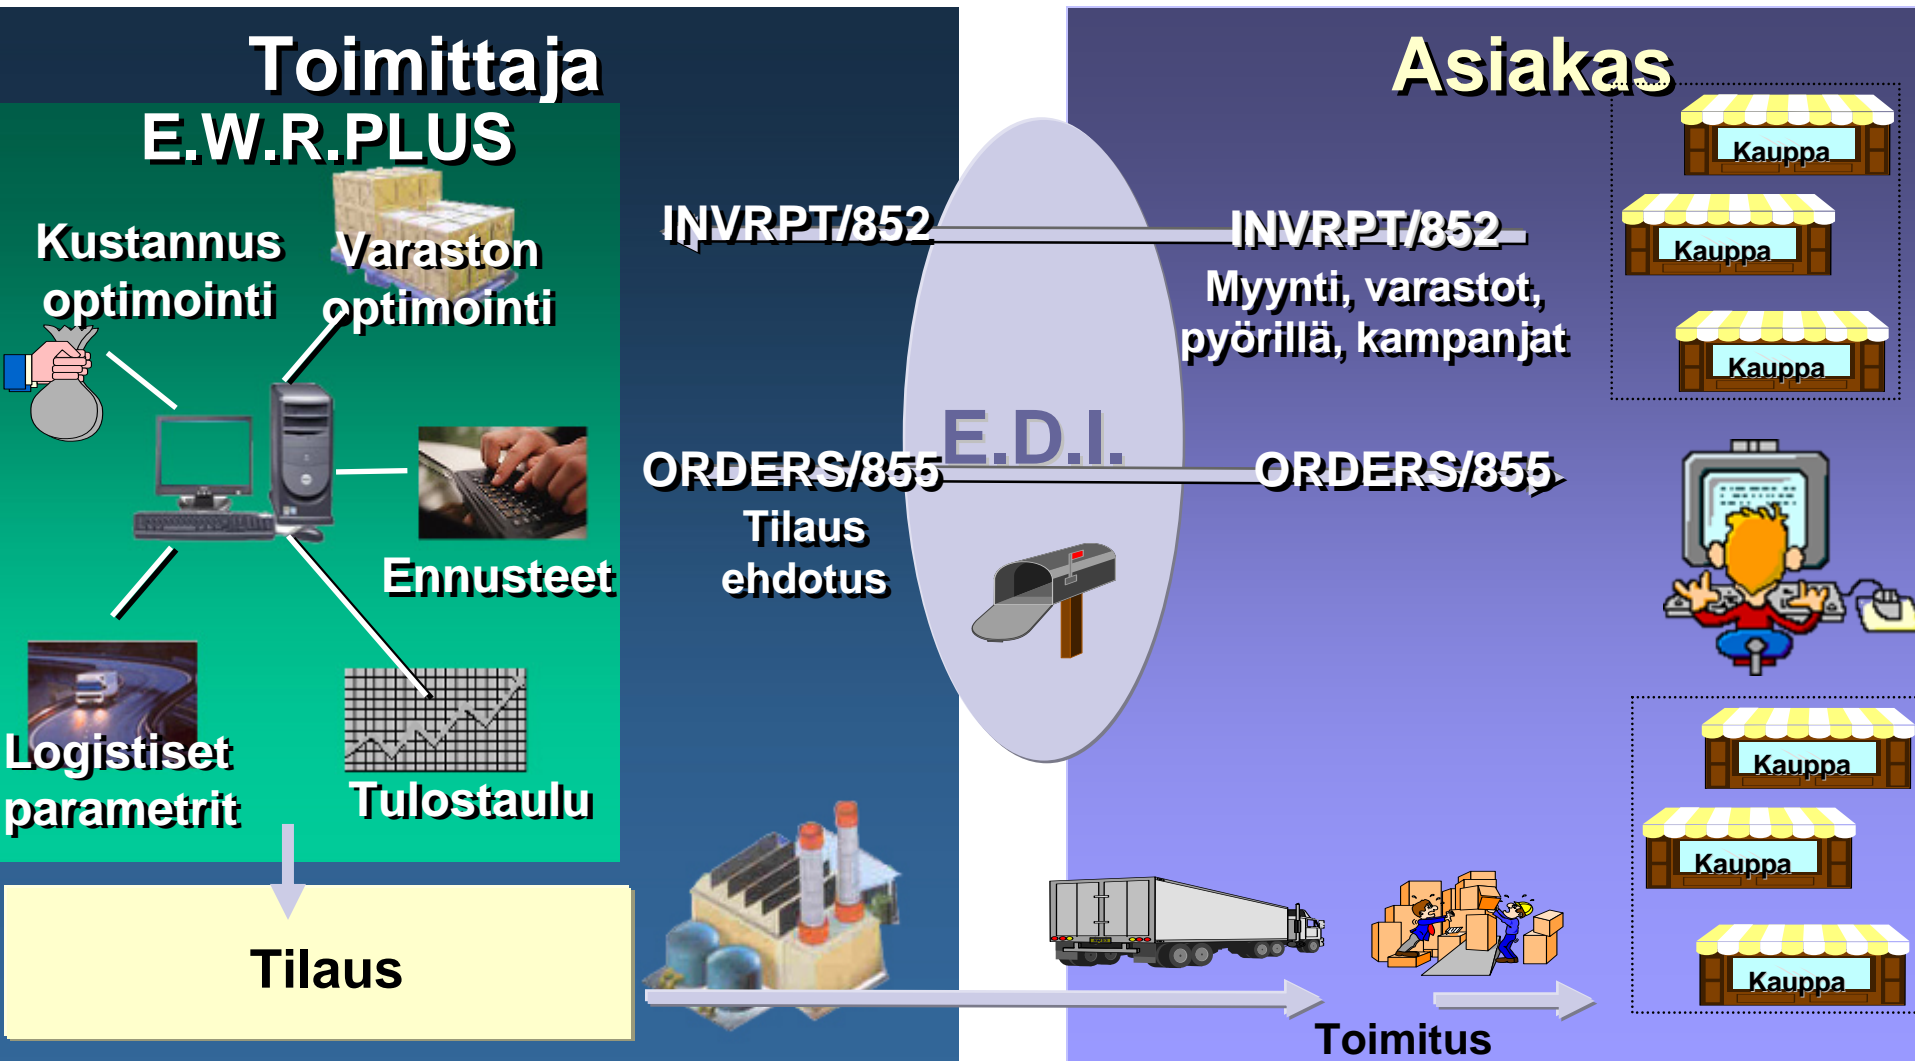 Toimittaja
E.W.R.PLUS
Kustannus
optimointi
Varaston
optimointi
Ennusteet
Logistiset
parametrit
Tulostaulu
Tilaus
INVRPT/852
ORDERS/855
Tilaus
ehdotus
E.D.I.
Asiakas
INVRPT/852
Myynti, varastot,
pyörillä, kampanjat
ORDERS/855
Kauppa
Kauppa
Kauppa
Kauppa
Kauppa
Kauppa
Toimitus